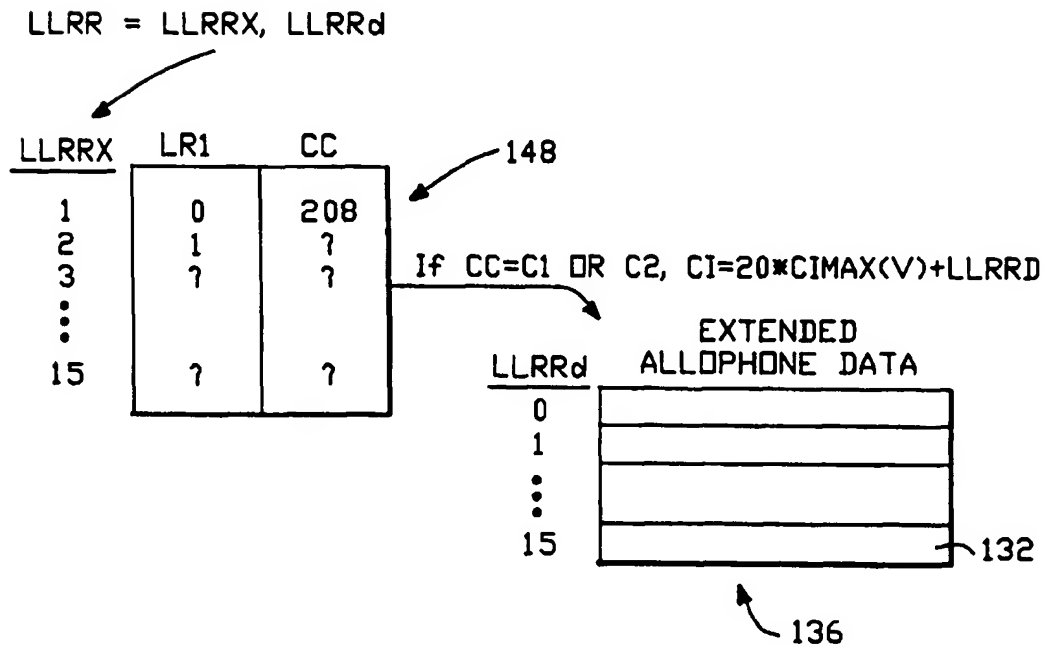 LLRR = LLRRX, LLRRd
LLRRX LR1 CC
148
1 0 208
2 1 ?
3 ? ?
15 ? ?
If CC=C1 OR C2, CI=20*CIMAX(V)+LLRRD
EXTENDED
LLRRd ALLOPHONE DATA
0
1
15
132
136